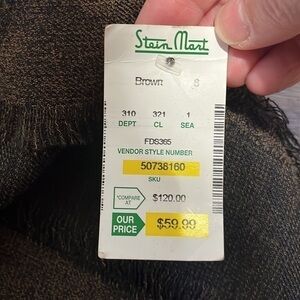 Stein Mart
Brown S
310 321 1
DEPT CL SEA
FDS365
VENDOR STYLE NUMBER
50738160
SKU
*COMPARE AT $120.00
OUR PRICE $59.99